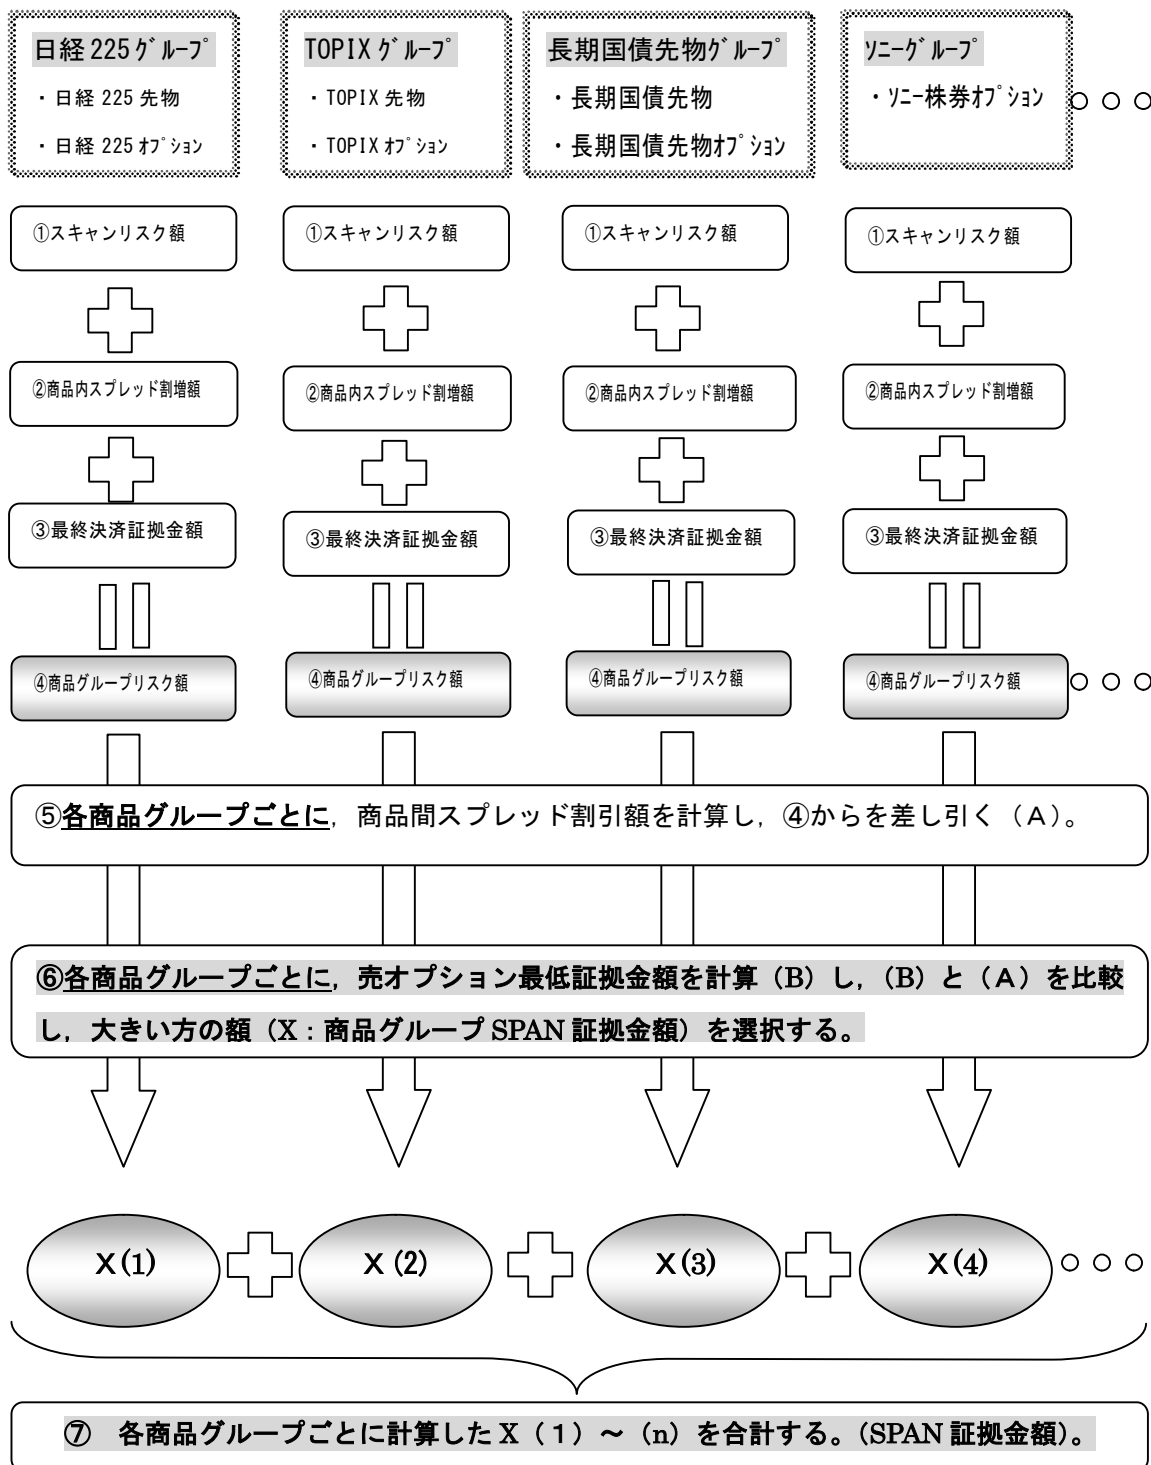 日経225ｸﾞﾙｰﾌﾟ
・日経225先物
・日経225ｵﾌﾟｼｮﾝ
TOPIXｸﾞﾙｰﾌﾟ
・TOPIX先物
・TOPIXｵﾌﾟｼｮﾝ
長期国債先物ｸﾞﾙｰﾌﾟ
・長期国債先物
・長期国債先物ｵﾌﾟｼｮﾝ
ｿﾆｰｸﾞﾙｰﾌﾟ
・ｿﾆｰ株券ｵﾌﾟｼｮﾝ
①スキャンリスク額
①スキャンリスク額
①スキャンリスク額
①スキャンリスク額
②商品内スプレッド割増額
②商品内スプレッド割増額
②商品内スプレッド割増額
②商品内スプレッド割増額
③最終決済証拠金額
③最終決済証拠金額
③最終決済証拠金額
③最終決済証拠金額
④商品グループリスク額
④商品グループリスク額
④商品グループリスク額
④商品グループリスク額
⑤各商品グループごとに，商品間スプレッド割引額を計算し，④からを差し引く（Ａ）。
⑥各商品グループごとに，売オプション最低証拠金額を計算（B）し，（B）と（Ａ）を比較
し，大きい方の額（X：商品グループ SPAN 証拠金額）を選択する。
Ｘ(1)
Ｘ(2)
Ｘ(3)
Ｘ(4)
⑦　各商品グループごとに計算した X（１）～（n）を合計する。（SPAN 証拠金額）。